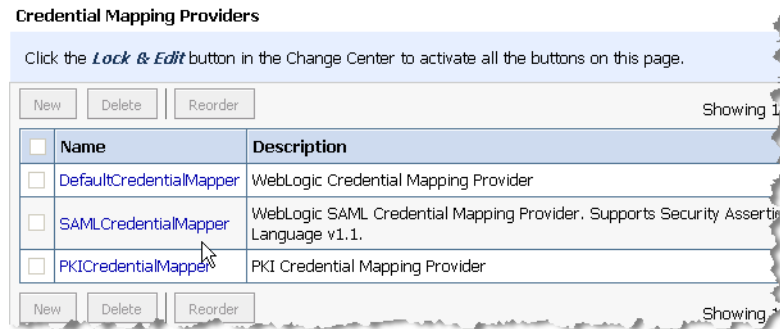 Credential Mapping Providers
Click the Lock & Edit button in the Change Center to activate all the buttons on this page.
New Delete Reorder Showing 1
Name Description
DefaultCredentialMapper WebLogic Credential Mapping Provider
SAMLCredentialMapper WebLogic SAML Credential Mapping Provider. Supports Security
Language v1.1.
PKICredentialMapper PKI Credential Mapping Provider
New Delete Reorder Showing